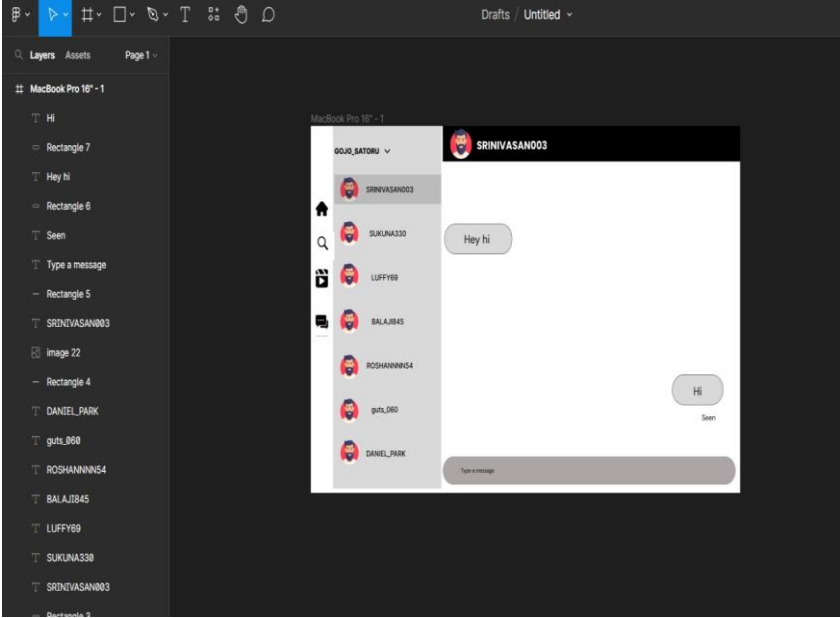 Drafts / Untitled
Layers Assets Page 1
MacBook Pro 16" - 1
Hi
Rectangle 7
Hey hi
Rectangle 6
Seen
Type a message
Rectangle 5
SRINIVASAN003
image 22
Rectangle 4
DANIEL_PARK
guts_060
ROSHANNNN54
BALAJI845
LUFFY69
SUKUNA330
SRINIVASAN003
Rectangle 3
MacBook Pro 16" - 1
GOJO_SATORU
SRINIVASAN003
SUKUNA330
LUFFY69
BALAJI845
ROSHANNNN54
guts_060
DANIEL_PARK
SRINIVASAN003
Hey hi
Hi
Seen
Type a message